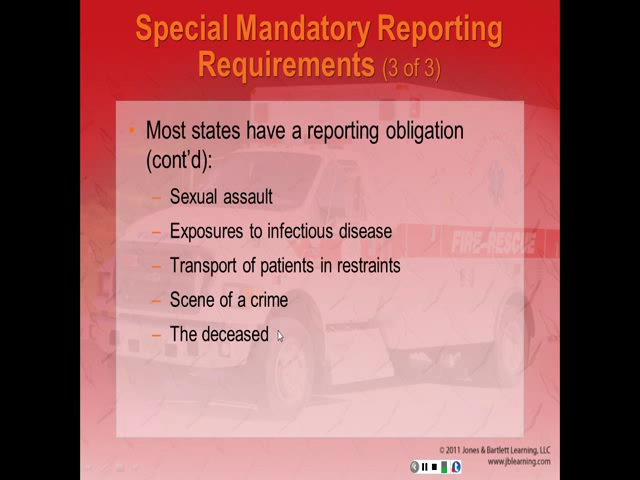 Special Mandatory Reporting
Requirements (3 of 3)
• Most states have a reporting obligation
(cont'd):
– Sexual assault
– Exposures to infectious disease
– Transport of patients in restraints
– Scene of a crime
– The deceased
FIRE-RESCUE
© 2011 Jones & Bartlett Learning, LLC
www.jblearning.com